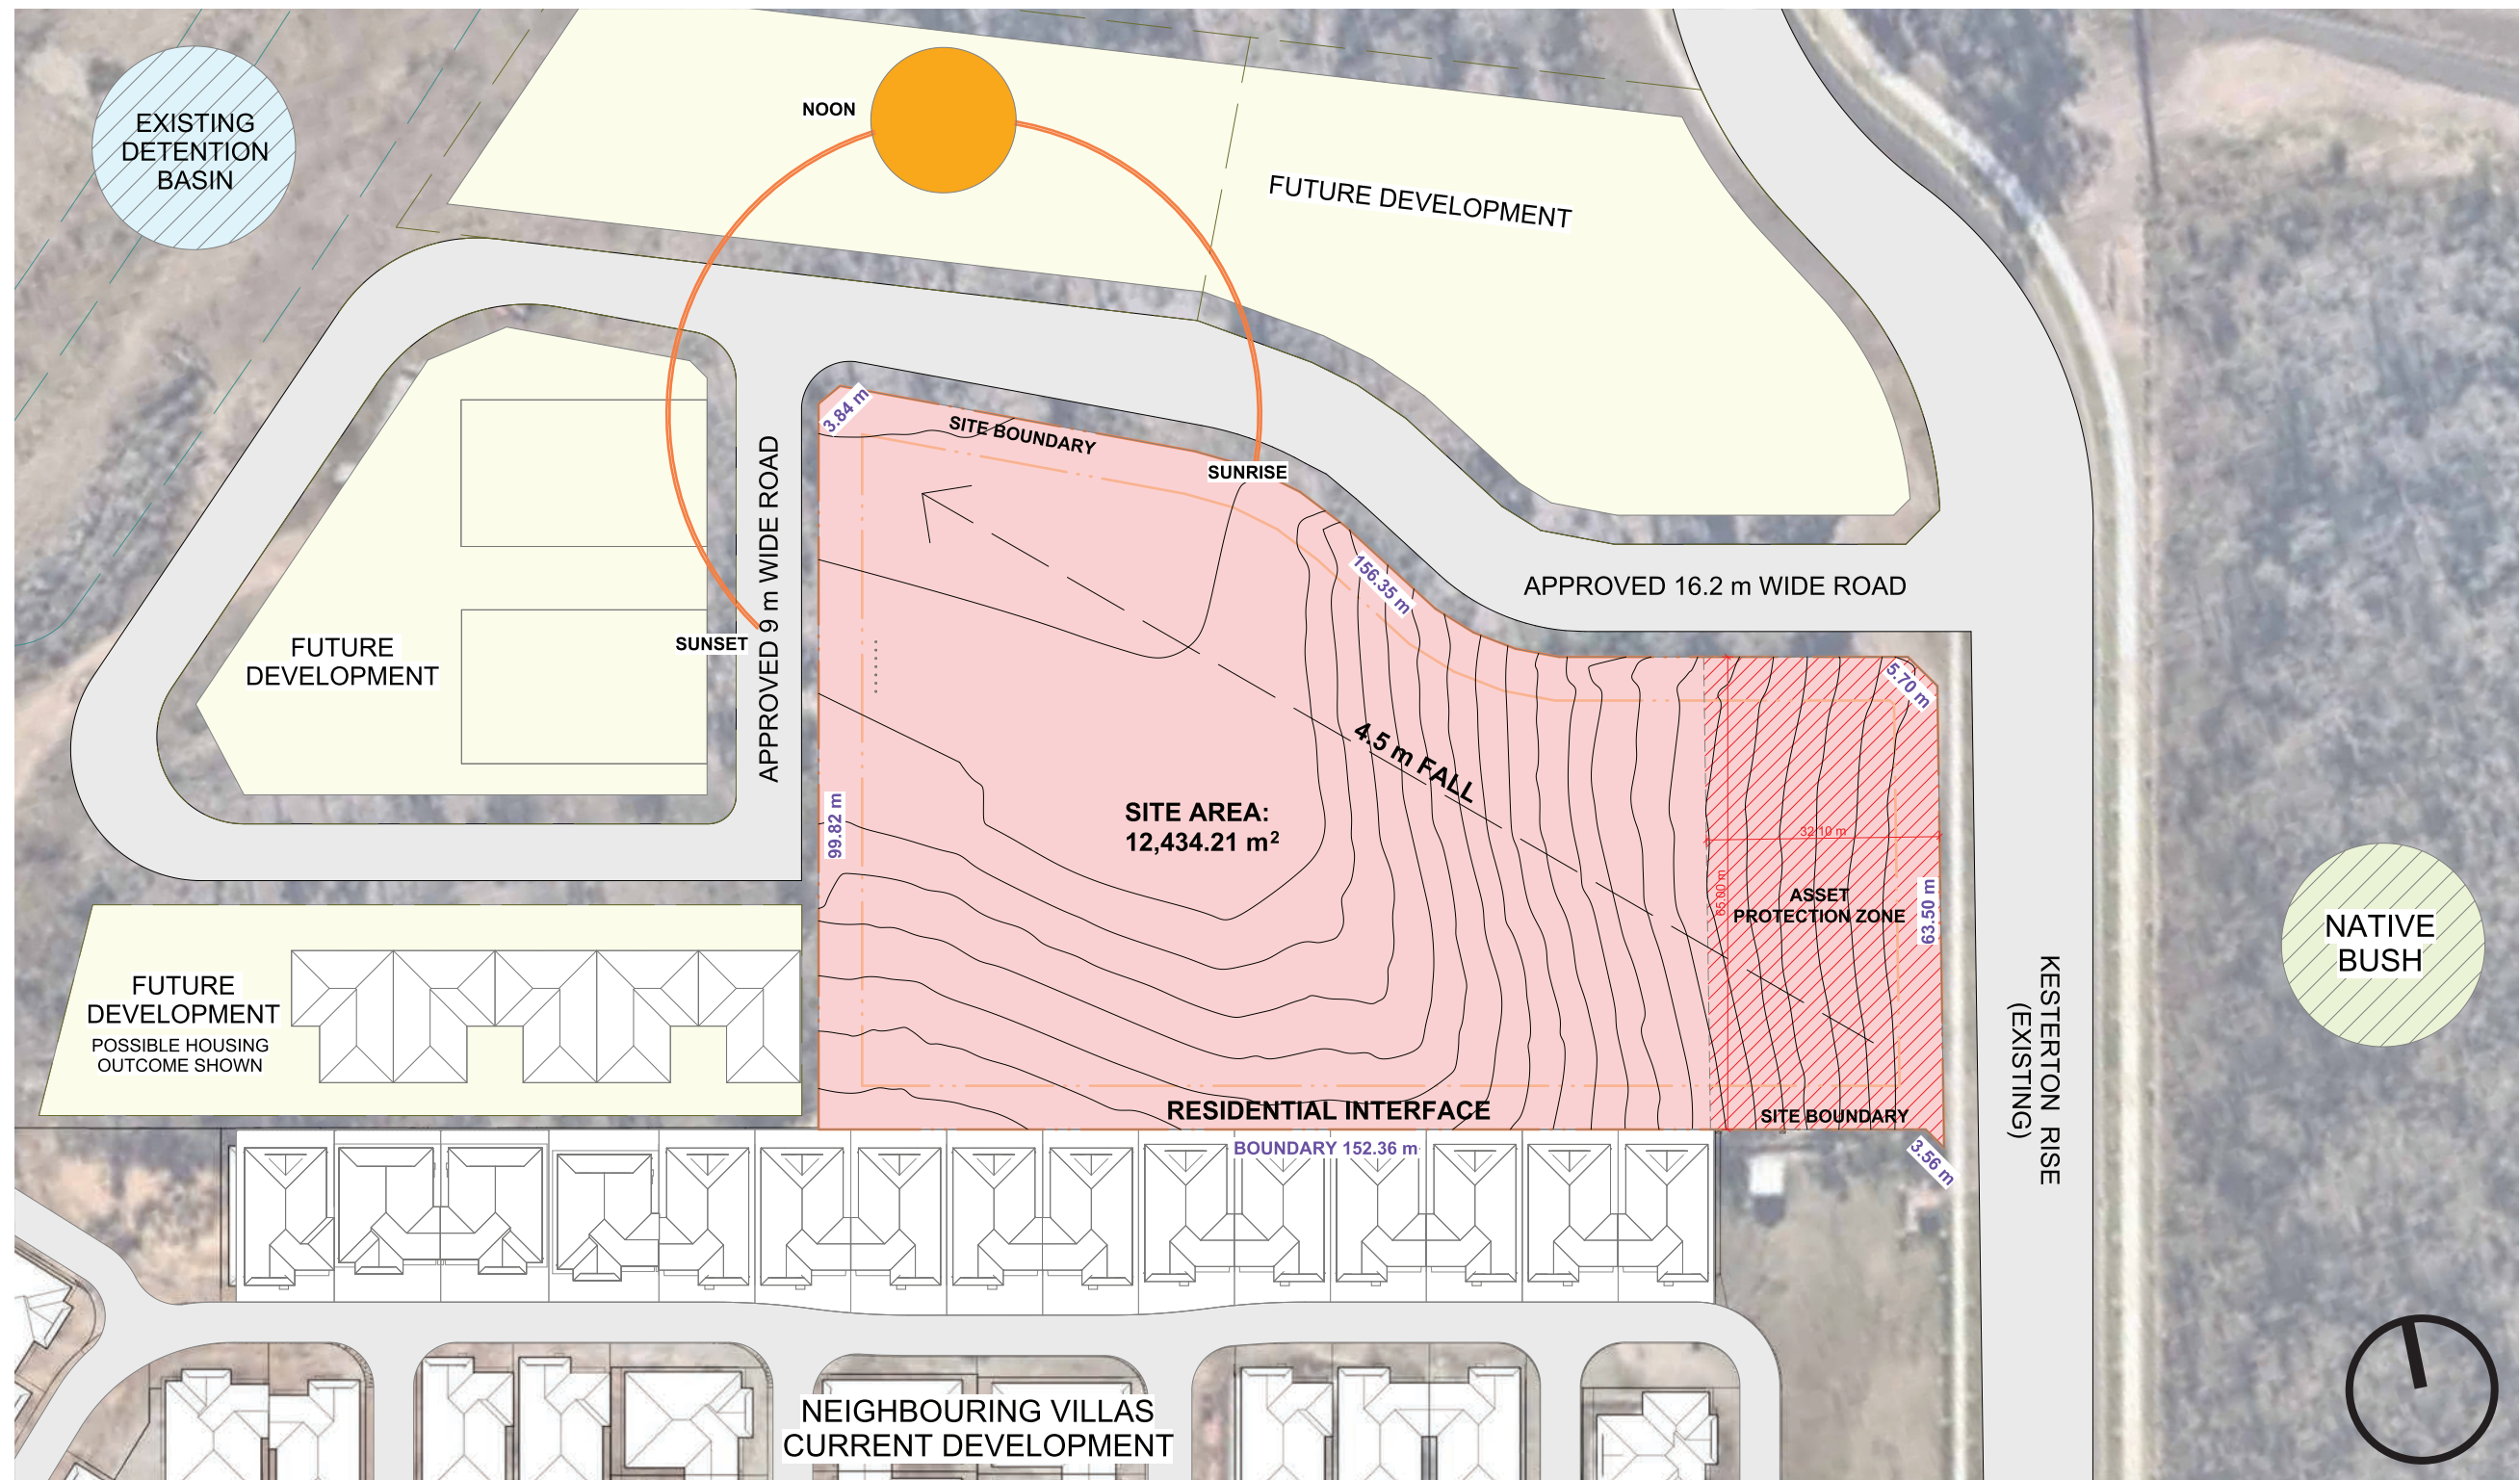 NOON
EXISTING
DETENTION
BASIN
FUTURE DEVELOPMENT
3.84 m
SITE BOUNDARY
SUNRISE
156.35 m
APPROVED 16.2 m WIDE ROAD
APPROVED 9 m WIDE ROAD
SUNSET
FUTURE
DEVELOPMENT
5.70 m
4.5 m FALL
99.82 m
SITE AREA:
12,434.21 m²
32.10 m
65.60 m
ASSET
PROTECTION ZONE
63.50 m
NATIVE
BUSH
FUTURE
DEVELOPMENT
POSSIBLE HOUSING
OUTCOME SHOWN
KESTERTON RISE
(EXISTING)
RESIDENTIAL INTERFACE
SITE BOUNDARY
BOUNDARY 152.36 m
3.56 m
NEIGHBOURING VILLAS
CURRENT DEVELOPMENT